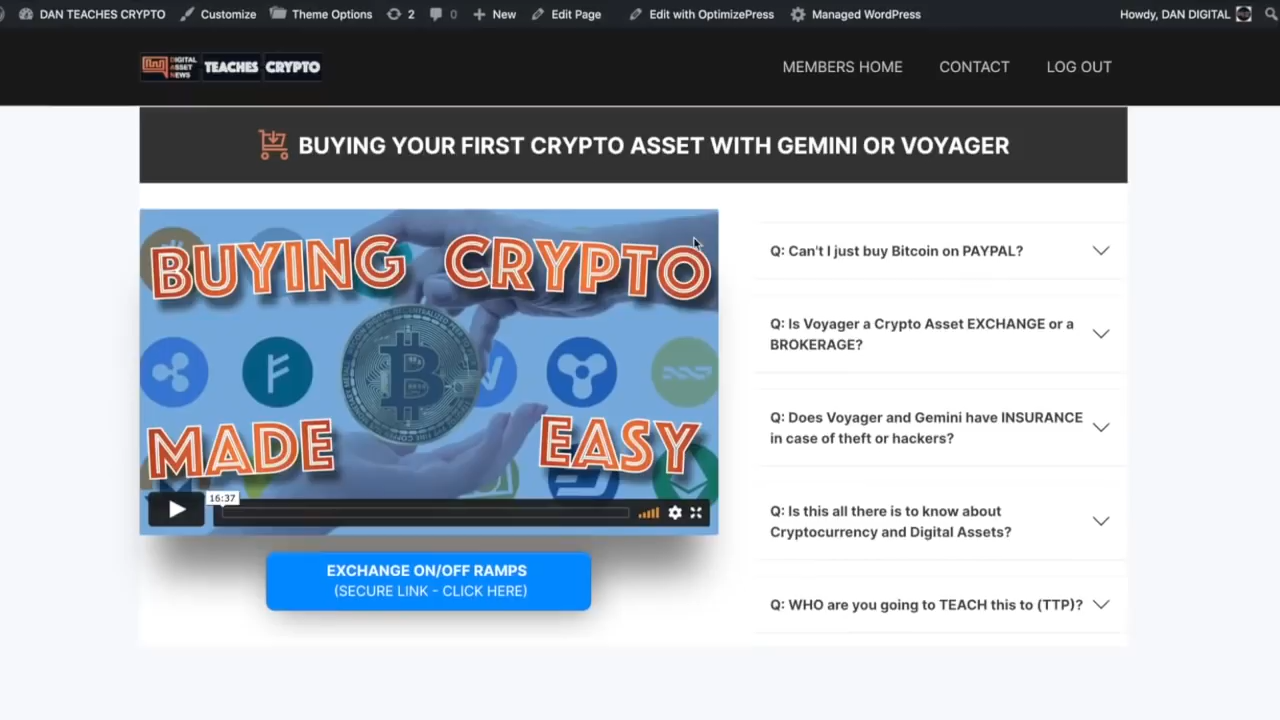 DAN TEACHES CRYPTO Customize Theme Options 2 0 New Edit Page Edit with OptimizePress Managed WordPress Howdy, DAN DIGITAL
DIGITAL
ASSET
NEWS
TEACHES CRYPTO
MEMBERS HOME CONTACT LOG OUT
BUYING YOUR FIRST CRYPTO ASSET WITH GEMINI OR VOYAGER
BUYING CRYPTO
MADE EASY
16:37
EXCHANGE ON/OFF RAMPS
(SECURE LINK - CLICK HERE)
Q: Can't I just buy Bitcoin on PAYPAL?
Q: Is Voyager a Crypto Asset EXCHANGE or a
BROKERAGE?
Q: Does Voyager and Gemini have INSURANCE
in case of theft or hackers?
Q: Is this all there is to know about
Cryptocurrency and Digital Assets?
Q: WHO are you going to TEACH this to (TTP)?